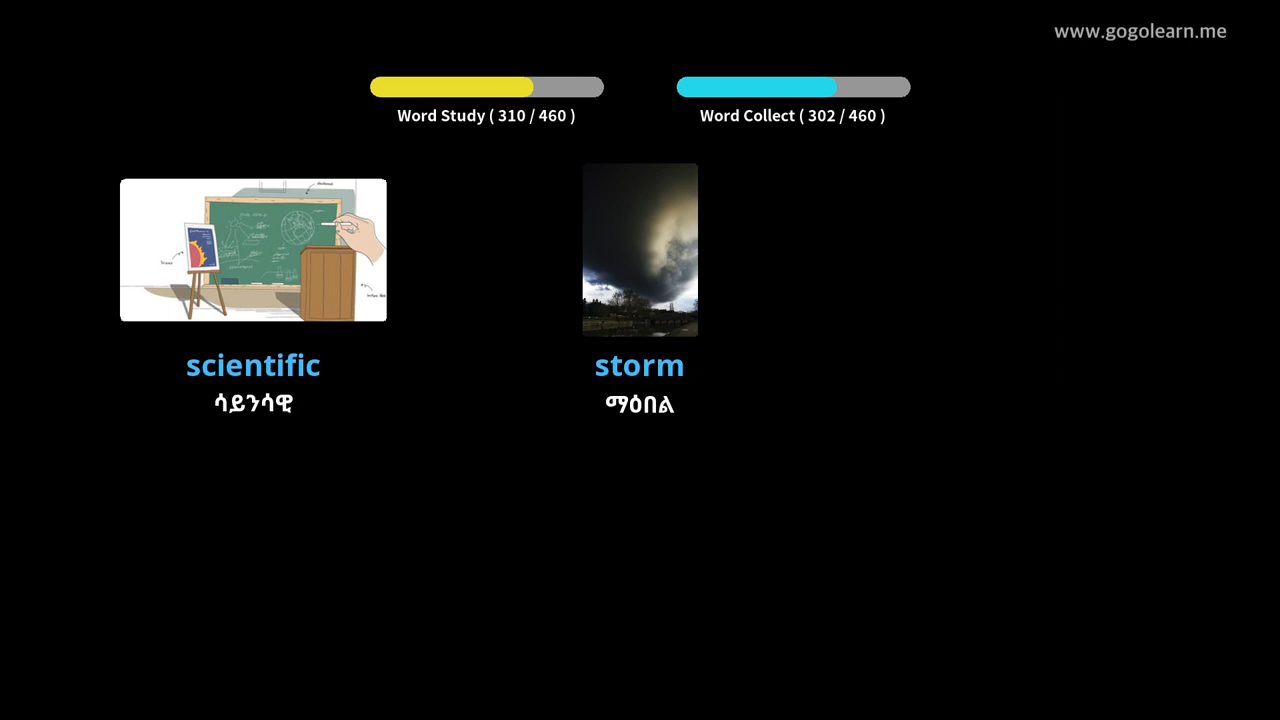 www.gogolearn.me
Word Study ( 310 / 460 )
Word Collect ( 302 / 460 )
scientific
ሳይንሳዊ
storm
ማዕበል